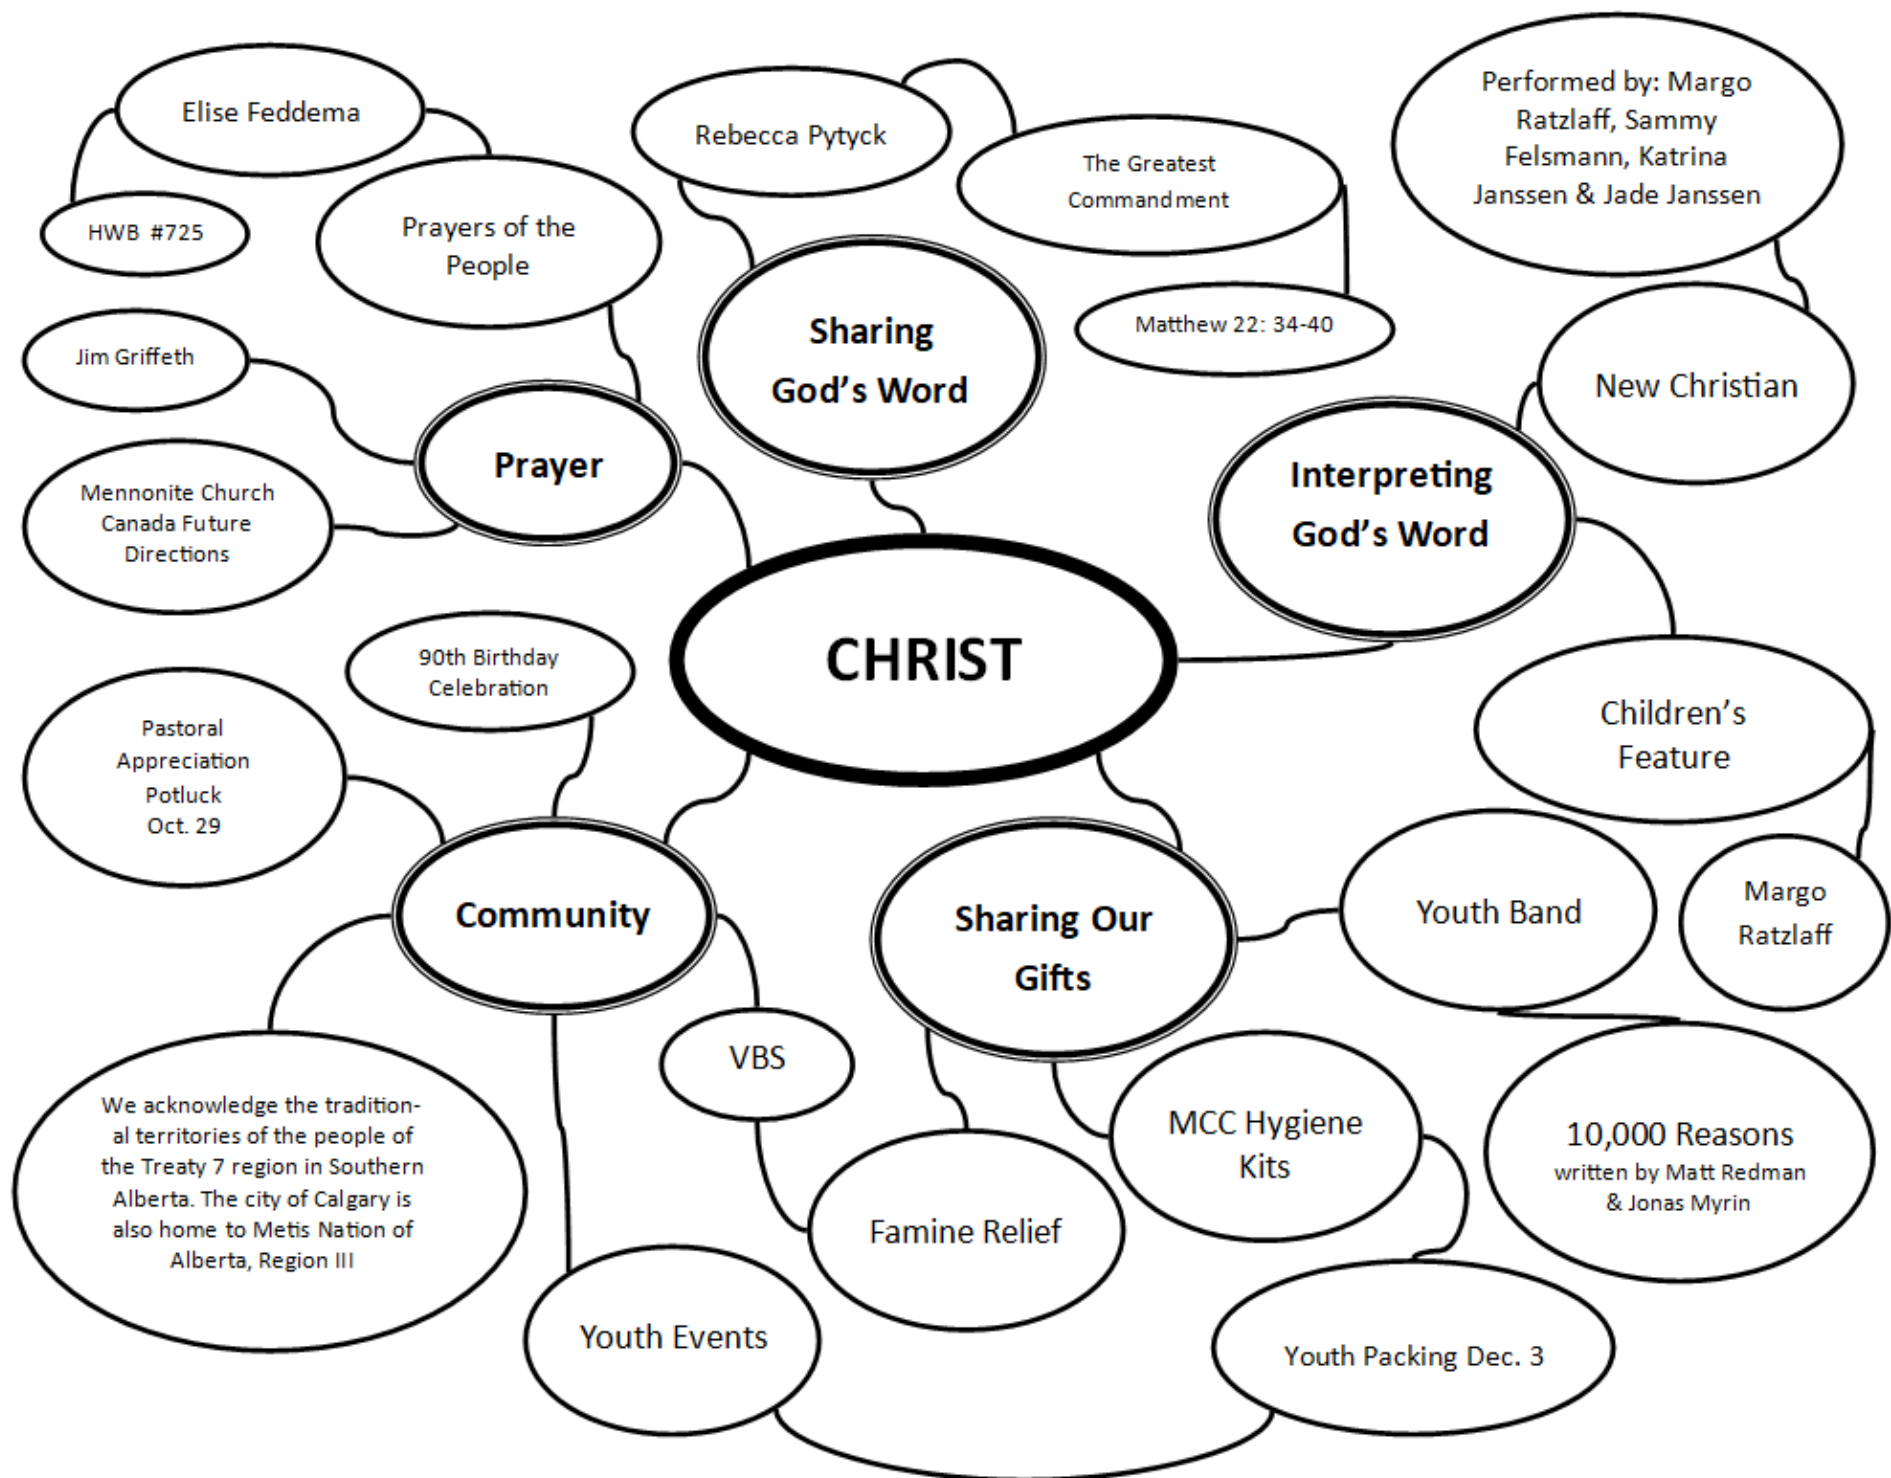 Elise Feddema
HWB #725
Prayers of the
People
Rebecca Pytyck
The Greatest
Commandment
Matthew 22: 34-40
Performed by: Margo
Ratzlaff, Sammy
Felsmann, Katrina
Janssen & Jade Janssen
New Christian
Sharing
God’s Word
Jim Griffeth
Prayer
Mennonite Church
Canada Future
Directions
Interpreting
God’s Word
CHRIST
90th Birthday
Celebration
Pastoral
Appreciation
Potluck
Oct. 29
Children’s
Feature
Margo
Ratzlaff
Community
Sharing Our
Gifts
Youth Band
VBS
We acknowledge the tradition-
al territories of the people of
the Treaty 7 region in Southern
Alberta. The city of Calgary is
also home to Metis Nation of
Alberta, Region III
MCC Hygiene
Kits
10,000 Reasons
written by Matt Redman
& Jonas Myrin
Famine Relief
Youth Events
Youth Packing Dec. 3